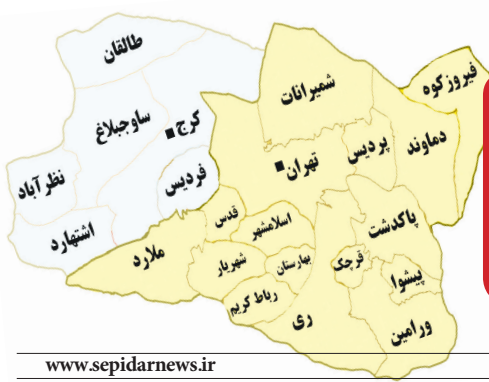 طالقان
فیروزکوه
شمیرانات
ساوجبلاغ
کرج
دماوند
پردیس
تهران
نظرآباد
فردیس
قدس
پاکدشت
اشتهارد
اسلامشهر
ملارد
شهریار
بهارستان
قرچک
پیشوا
رباط کریم
ری
ورامین
www.sepidarnews.ir